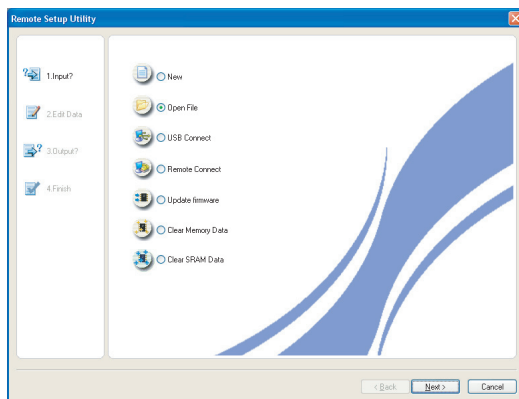 Remote Setup Utility
1.Input?
2.Edit Data
3.Output?
4.Finish
New
Open File
USB Connect
Remote Connect
Update firmware
Clear Memory Data
Clear SRAM Data
< Back
Next >
Cancel